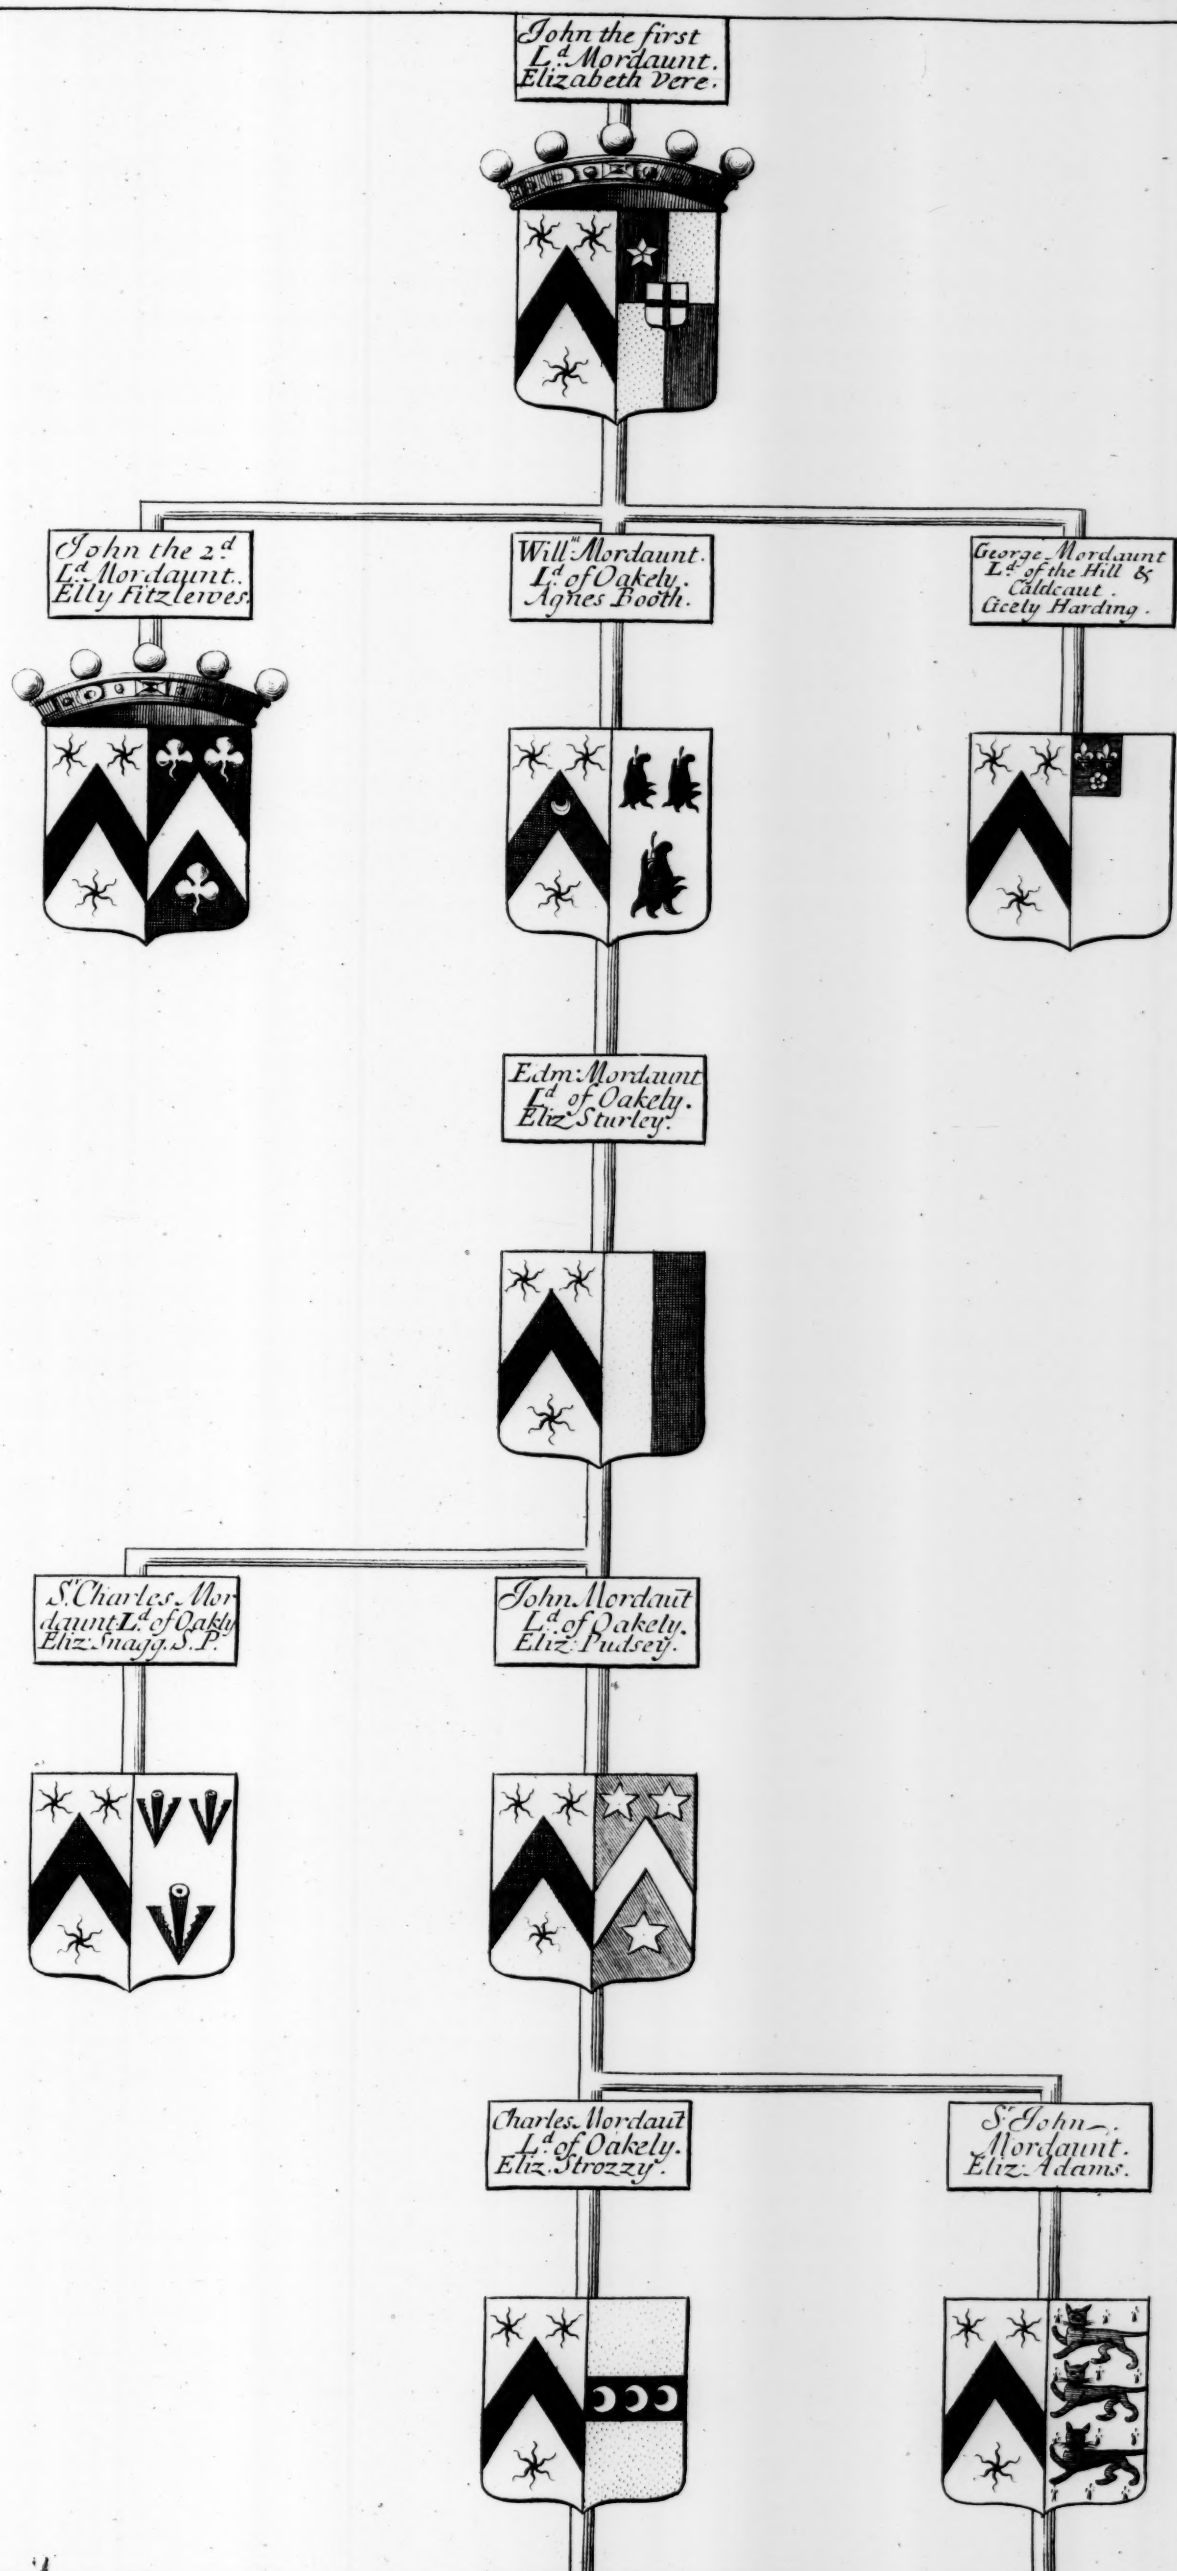 John the first
Ld. Mordaunt.
Elizabeth Vere.
John the 2d
Ld. Mordaunt.
Elly Fitzlewes.
Willm. Mordaunt.
Ld. of Oakely.
Agnes Booth.
George Mordaunt
Ld. of the Hill &
Caldcaut.
Cicely Harding.
Edm: Mordaunt
Ld of Oakely.
Eliz Sturley.
Sr. Charles Mor
daunt Ld. of Oakly
Eliz: Snagg. S. P.
John Mordaūt
Ld. of Oakely.
Eliz: Pudsey.
Charles Mordaūt
Ld. of Oakely.
Eliz. Strozzy.
Sr John
Mordaunt.
Eliz: Adams.